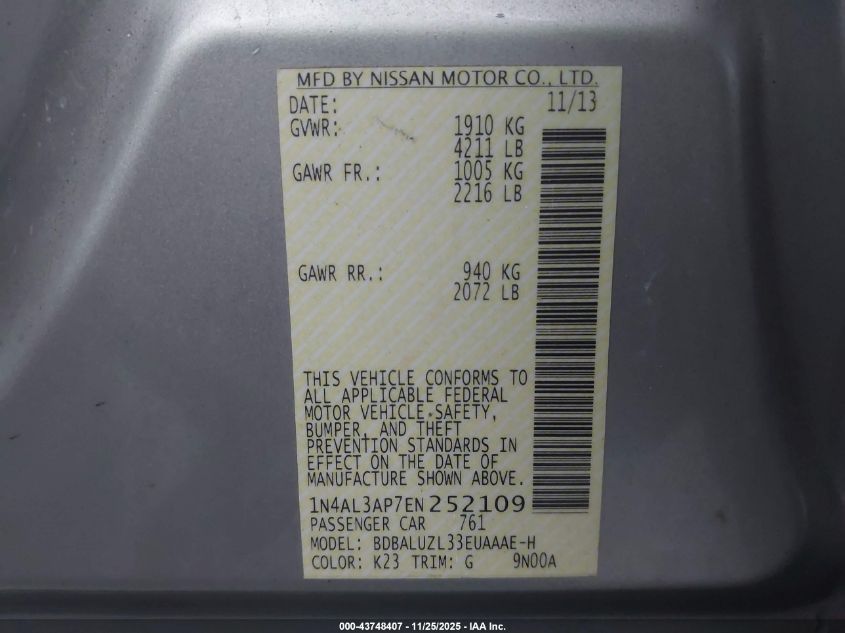 MFD BY NISSAN MOTOR CO., LTD.
DATE: 11/13
GVWR: 1910 KG
4211 LB
GAWR FR.: 1005 KG
2216 LB
GAWR RR.: 940 KG
2072 LB
THIS VEHICLE CONFORMS TO
ALL APPLICABLE FEDERAL
MOTOR VEHICLE SAFETY,
BUMPER, AND THEFT
PREVENTION STANDARDS IN
EFFECT ON THE DATE OF
MANUFACTURE SHOWN ABOVE.
1N4AL3AP7EN252109
PASSENGER CAR 761
MODEL: BDBALUZL33EUAAAE-H
COLOR: K23 TRIM: G 9N00A
000-43748407 - 11/25/2025 - IAA Inc.